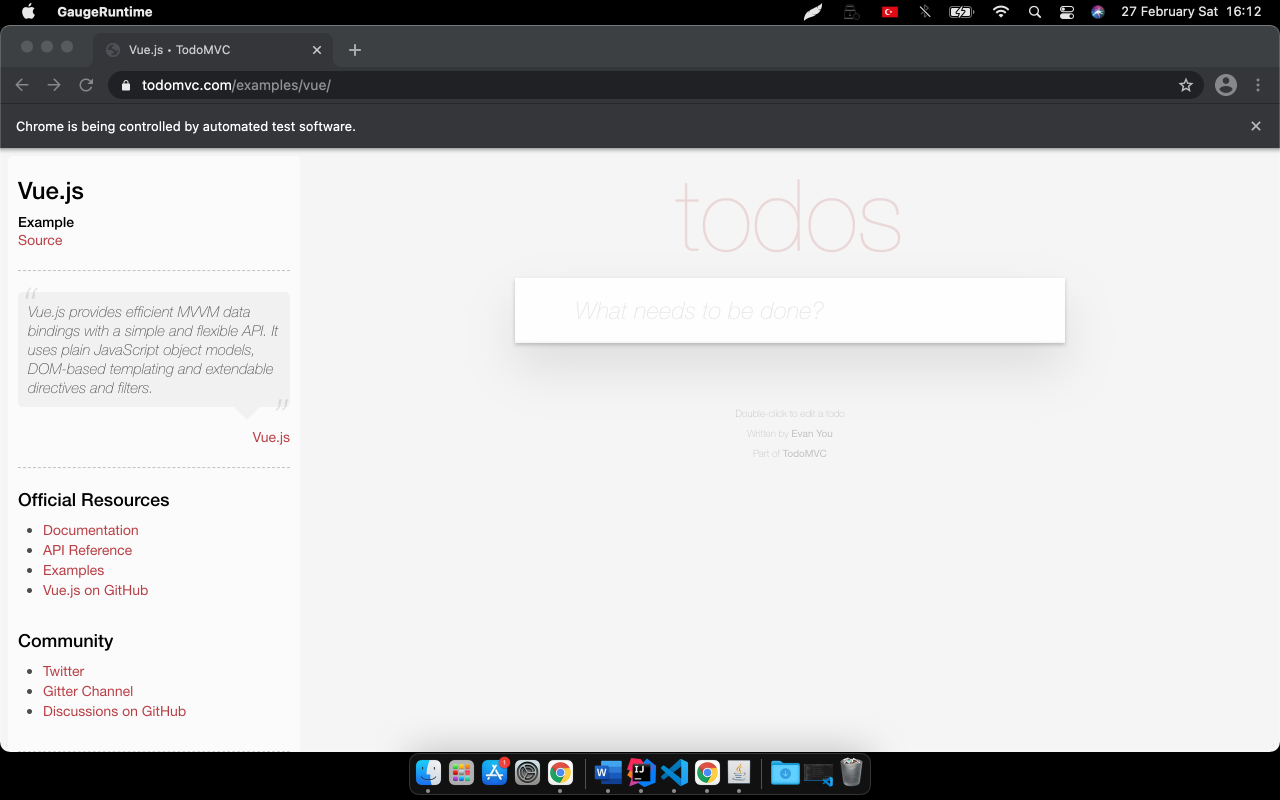 GaugeRuntime
27 February Sat 16:12
Vue.js • TodoMVC
todomvc.com/examples/vue/
Chrome is being controlled by automated test software.
Vue.js
Example
Source
“
Vue.js provides efficient MVVM data
bindings with a simple and flexible API. It
uses plain JavaScript object models,
DOM-based templating and extendable
directives and filters.
”
Vue.js
Official Resources
Documentation
API Reference
Examples
Vue.js on GitHub
Community
Twitter
Gitter Channel
Discussions on GitHub
todos
What needs to be done?
Double-click to edit a todo
Written by Evan You
Part of TodoMVC
1
W
IJ